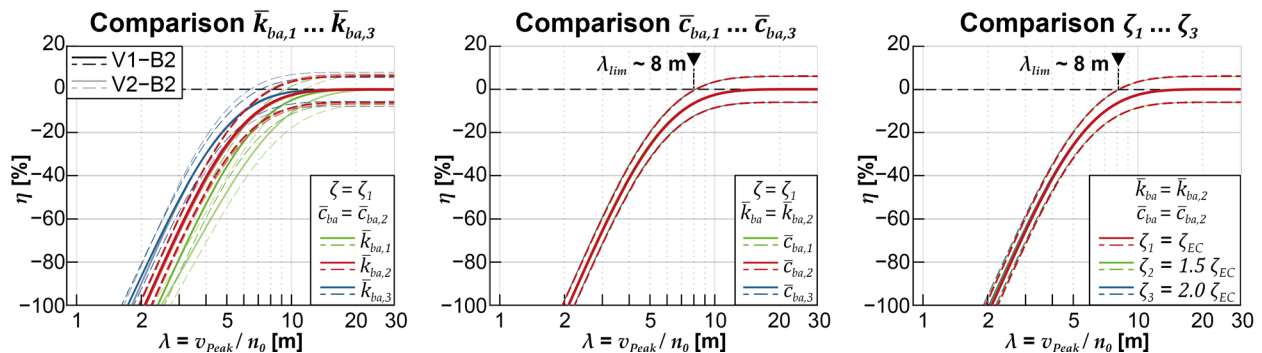 Comparison k̅ba,1 ... k̅ba,3
20
0
−20
−40
−60
−80
−100
η [%]
V1−B2
V2−B2
ζ = ζ1
c̅ba = c̅ba,2
k̅ba,1
k̅ba,2
k̅ba,3
1 2 5 10 20 30
λ = vPeak / n0 [m]
Comparison c̅ba,1 ... c̅ba,3
λlim ~ 8 m
20
0
−20
−40
−60
−80
−100
η [%]
ζ = ζ1
k̅ba = k̅ba,2
c̅ba,1
c̅ba,2
c̅ba,3
1 2 5 10 20 30
λ = vPeak / n0 [m]
Comparison ζ1 ... ζ3
λlim ~ 8 m
20
0
−20
−40
−60
−80
−100
η [%]
k̅ba = k̅ba,2
c̅ba = c̅ba,2
ζ1 = ζEC
ζ2 = 1.5 ζEC
ζ3 = 2.0 ζEC
1 2 5 10 20 30
λ = vPeak / n0 [m]